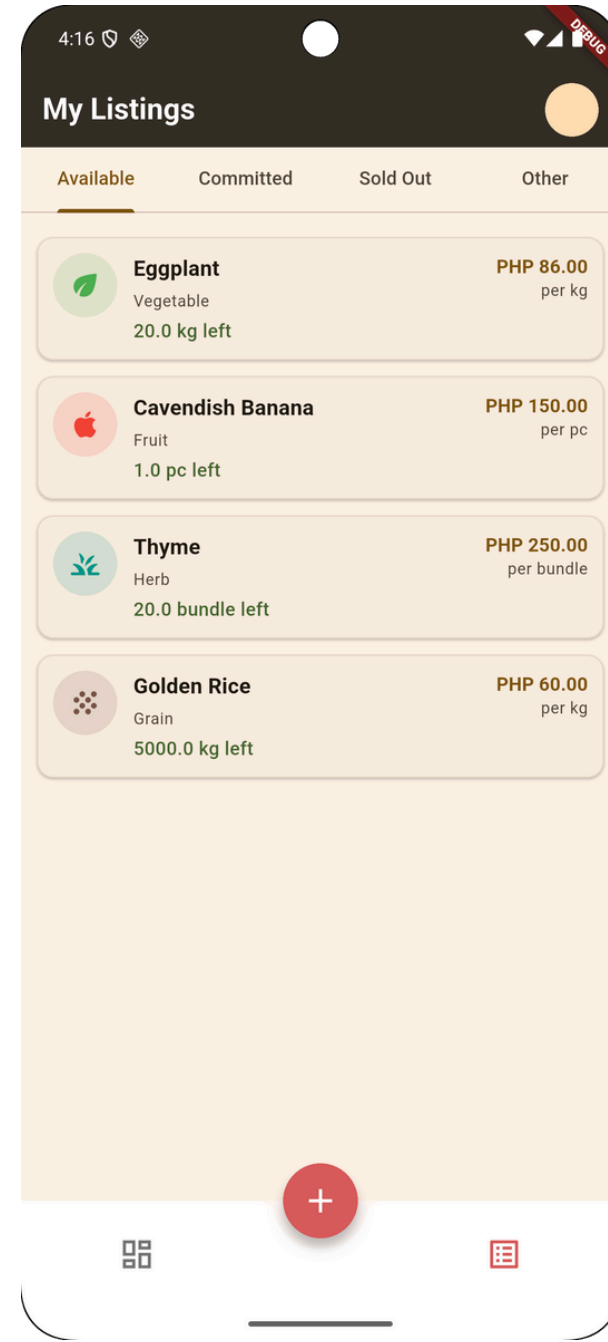 4:16
DEBUG
My Listings
Available Committed Sold Out Other
Eggplant
PHP 86.00
Vegetable
per kg
20.0 kg left
Cavendish Banana
PHP 150.00
Fruit
per pc
1.0 pc left
Thyme
PHP 250.00
Herb
per bundle
20.0 bundle left
Golden Rice
PHP 60.00
Grain
per kg
5000.0 kg left